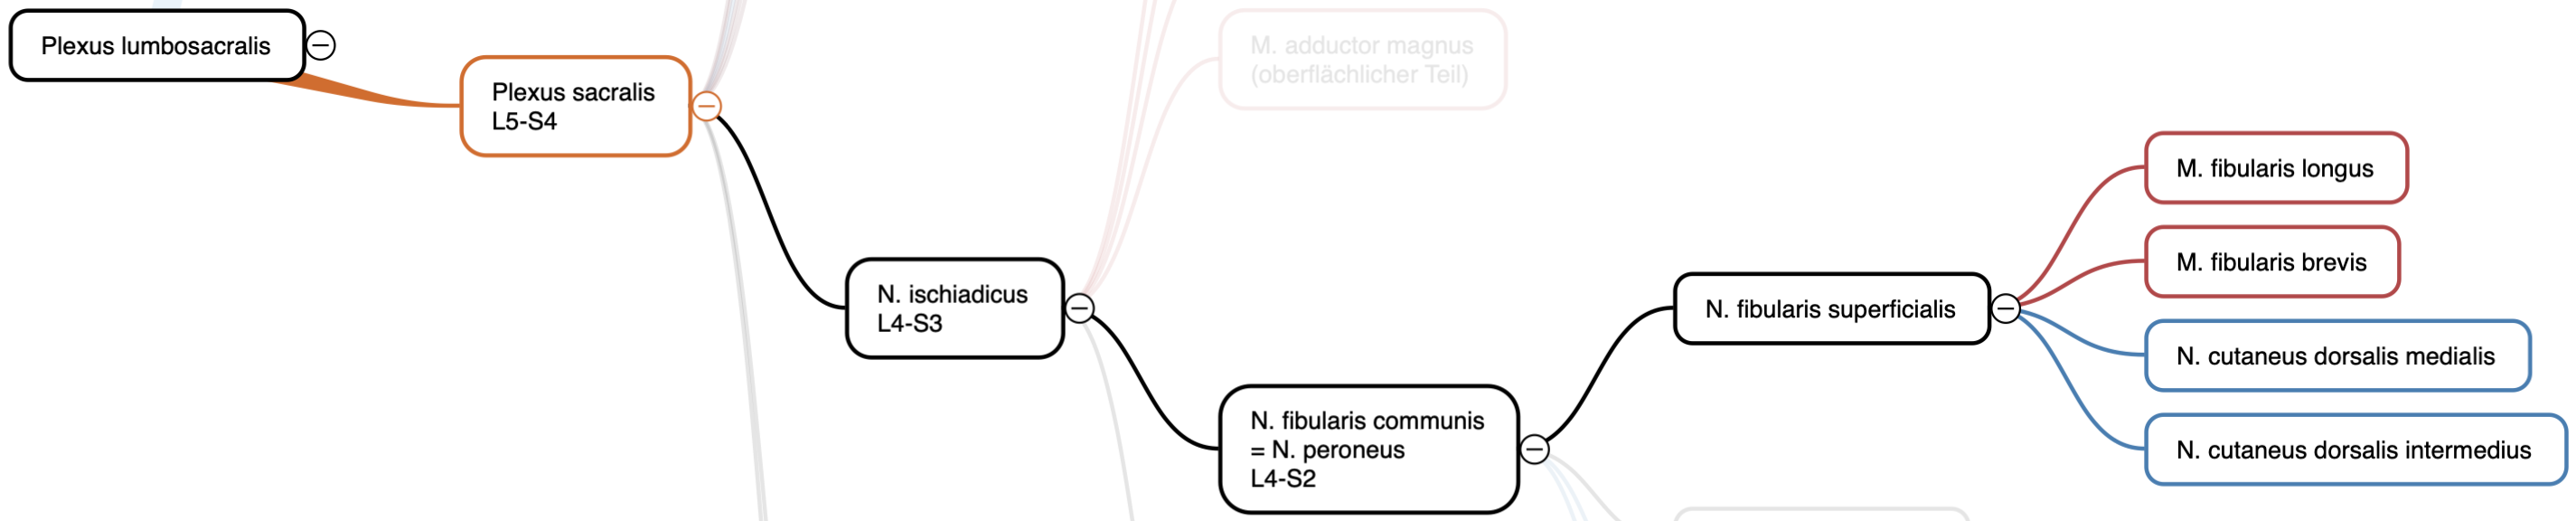 Plexus lumbosacralis
Plexus sacralis
L5-S4
M. adductor magnus
(oberflächlicher Teil)
N. ischiadicus
L4-S3
N. fibularis communis
= N. peroneus
L4-S2
N. fibularis superficialis
M. fibularis longus
M. fibularis brevis
N. cutaneus dorsalis medialis
N. cutaneus dorsalis intermedius